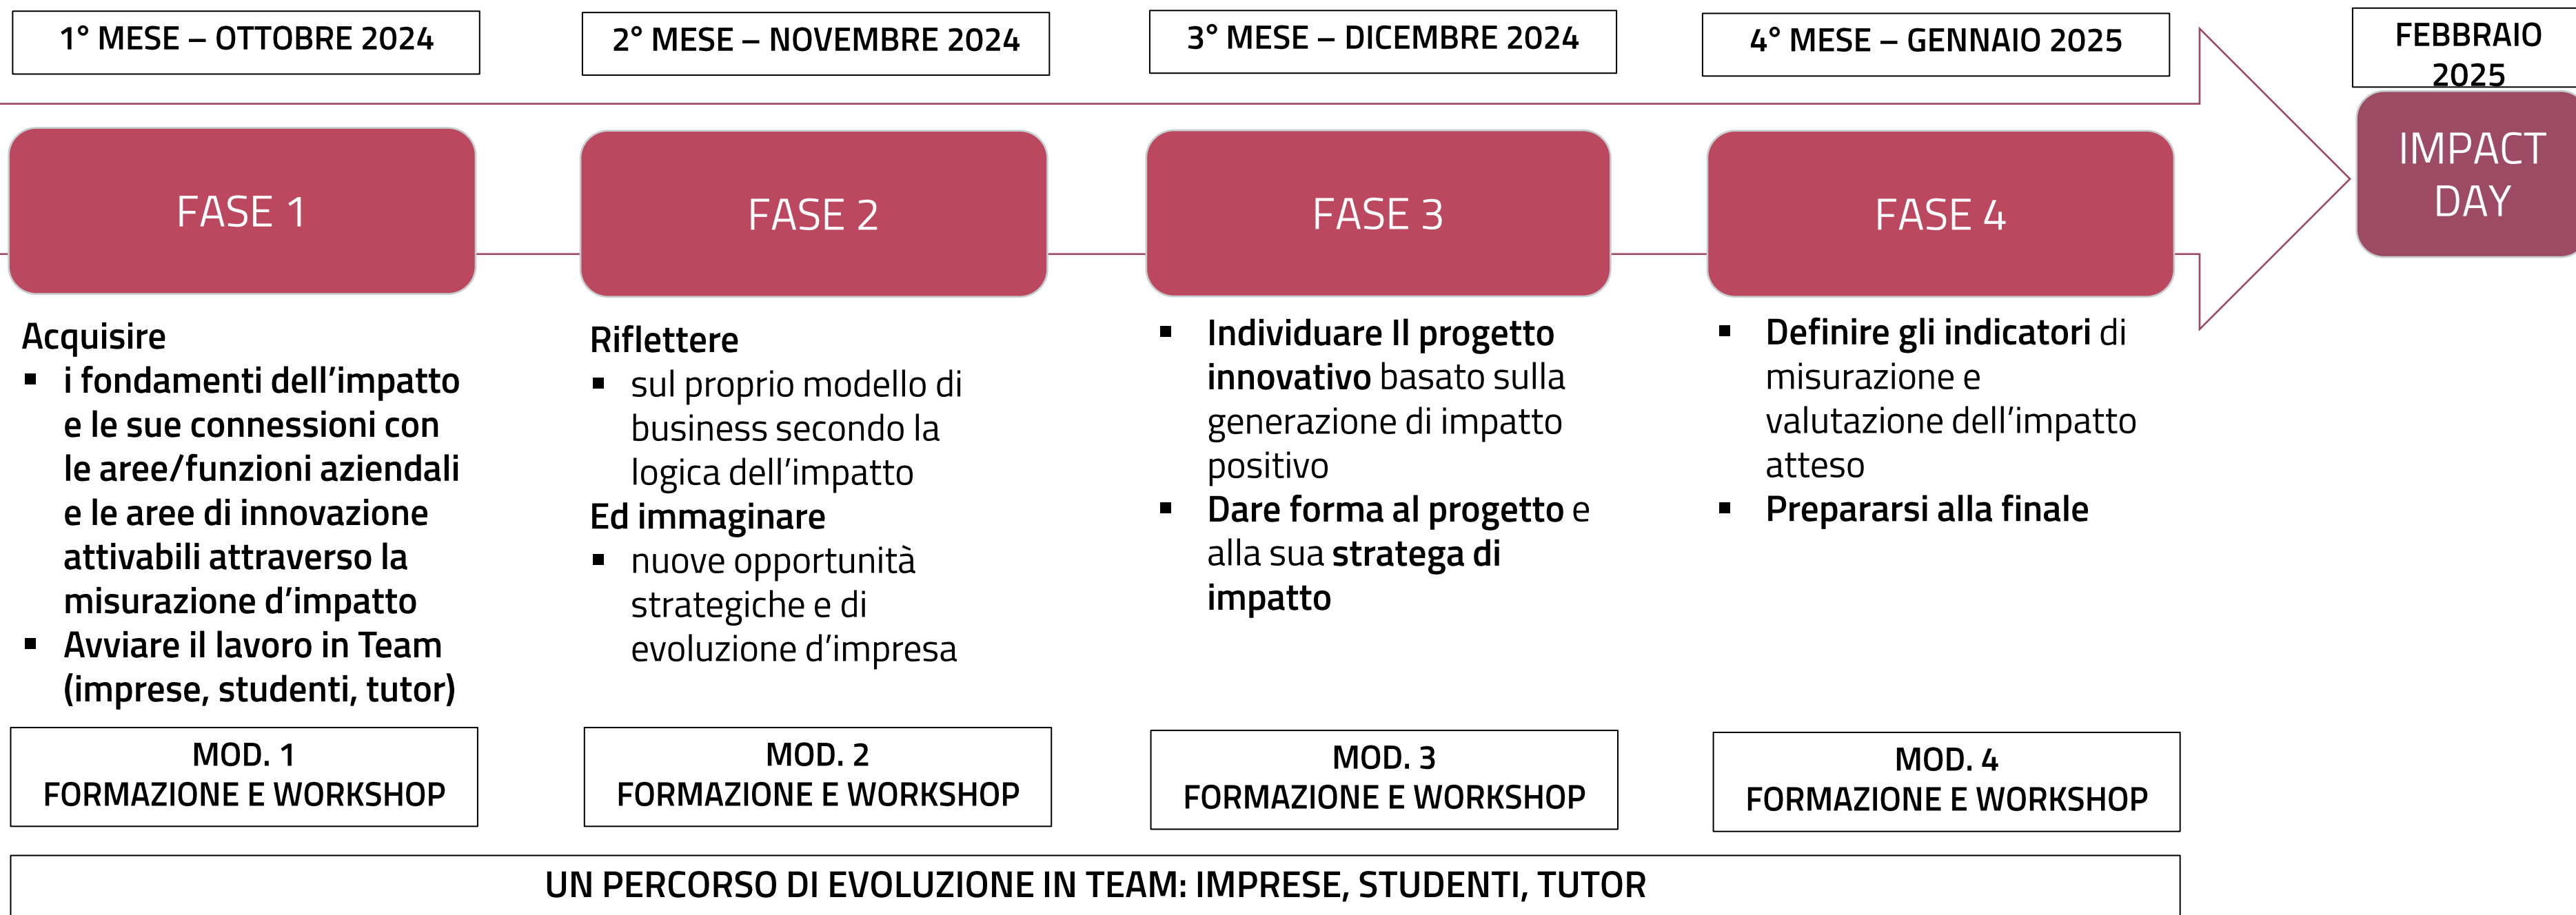 1° MESE – OTTOBRE 2024
2° MESE – NOVEMBRE 2024
3° MESE – DICEMBRE 2024
4° MESE – GENNAIO 2025
FEBBRAIO
2025
FASE 1
FASE 2
FASE 3
FASE 4
IMPACT
DAY
Acquisire
▪ i fondamenti dell’impatto
e le sue connessioni con
le aree/funzioni aziendali
e le aree di innovazione
attivabili attraverso la
misurazione d’impatto
▪ Avviare il lavoro in Team
(imprese, studenti, tutor)
Riflettere
▪ sul proprio modello di
business secondo la
logica dell’impatto
Ed immaginare
▪ nuove opportunità
strategiche e di
evoluzione d’impresa
▪ Individuare Il progetto
innovativo basato sulla
generazione di impatto
positivo
▪ Dare forma al progetto e
alla sua stratega di
impatto
▪ Definire gli indicatori di
misurazione e
valutazione dell’impatto
atteso
▪ Prepararsi alla finale
MOD. 1
FORMAZIONE E WORKSHOP
MOD. 2
FORMAZIONE E WORKSHOP
MOD. 3
FORMAZIONE E WORKSHOP
MOD. 4
FORMAZIONE E WORKSHOP
UN PERCORSO DI EVOLUZIONE IN TEAM: IMPRESE, STUDENTI, TUTOR